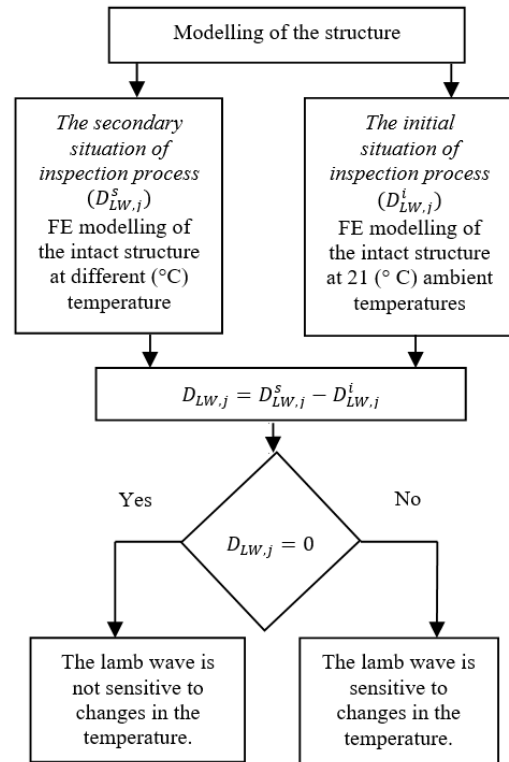 Modelling of the structure
The secondary
situation of
inspection process
(D^s_{LW,j})
FE modelling of
the intact structure
at different (°C)
temperature
The initial
situation of
inspection process
(D^i_{LW,j})
FE modelling of
the intact structure
at 21 (° C) ambient
temperatures
D_{LW,j} = D^s_{LW,j} − D^i_{LW,j}
Yes
No
D_{LW,j} = 0
The lamb wave is
not sensitive to
changes in the
temperature.
The lamb wave is
sensitive to
changes in the
temperature.